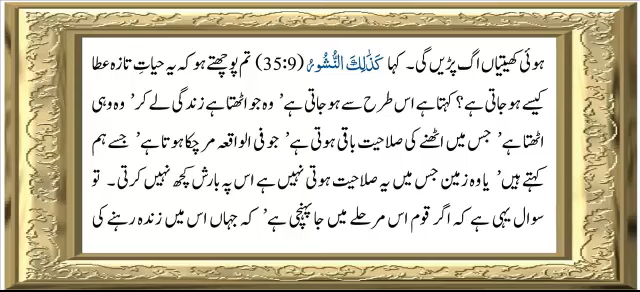 ہوئی کھیتیاں اگ پڑیں گی۔ کہا كَذٰلِكَ النُّشُورُ (35:9) تم پوچھتے ہو کہ یہ حیاتِ تازہ عطا
کیسے ہو جاتی ہے؟ کہتا ہے اس طرح سے ہو جاتی ہے’ وہ جو اٹھتا ہے زندگی لے کر’ وہ وہی
اٹھتا ہے’ جس میں اٹھنے کی صلاحیت باقی ہوتی ہے’ جو فی الواقعہ مر چکا ہوتا ہے’ جسے ہم
کہتے ہیں’ یا وہ زمین جس میں یہ صلاحیت ہوتی نہیں ہے اس پہ بارش کچھ نہیں کرتی۔ تو
سوال یہی ہے کہ اگر قوم اس مرحلے میں جا پہنچی ہے’ کہ جہاں اس میں زندہ رہنے کی